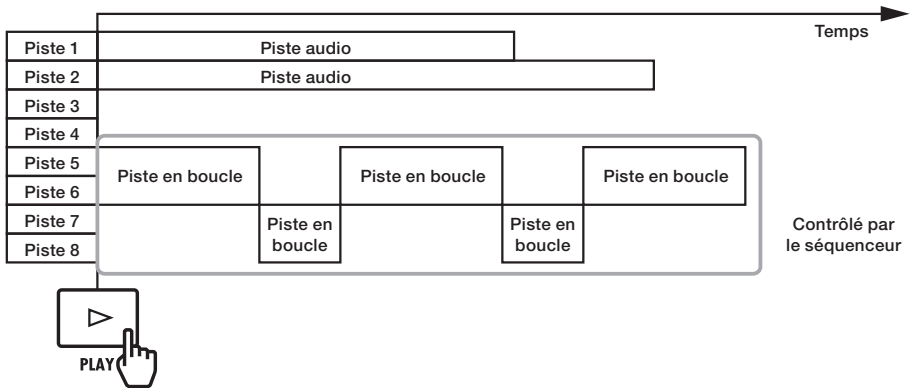 Temps
Piste 1
Piste audio
Piste 2
Piste audio
Piste 3
Piste 4
Piste 5
Piste 6
Piste 7
Piste 8
Piste en boucle
Piste en boucle
Piste en boucle
Piste en
boucle
Piste en
boucle
Contrôlé par
le séquenceur
PLAY